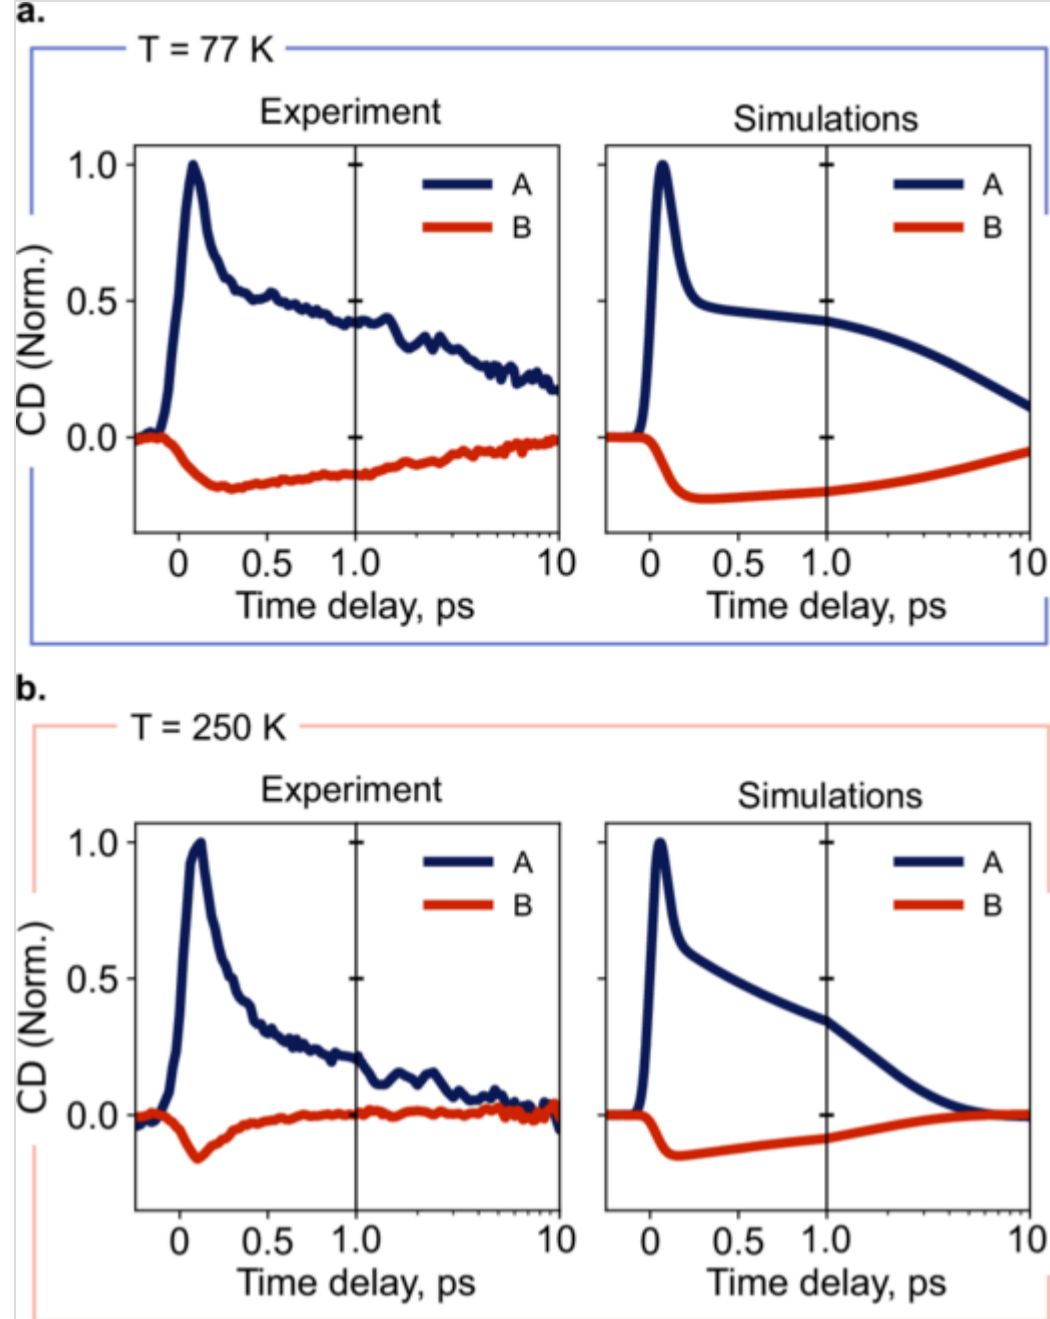 a.
T = 77 K
Experiment
Simulations
A
B
A
B
CD (Norm.)
1.0
0.5
0.0
0 0.5 1.0 10
0 0.5 1.0 10
Time delay, ps
Time delay, ps
b.
T = 250 K
Experiment
Simulations
A
B
A
B
CD (Norm.)
1.0
0.5
0.0
0 0.5 1.0 10
0 0.5 1.0 10
Time delay, ps
Time delay, ps